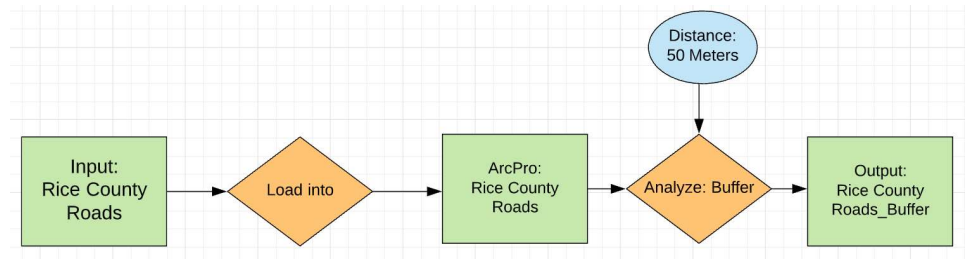 Distance:
50 Meters
Input:
Rice County
Roads
Load into
ArcPro:
Rice County
Roads
Analyze: Buffer
Output:
Rice County
Roads_Buffer